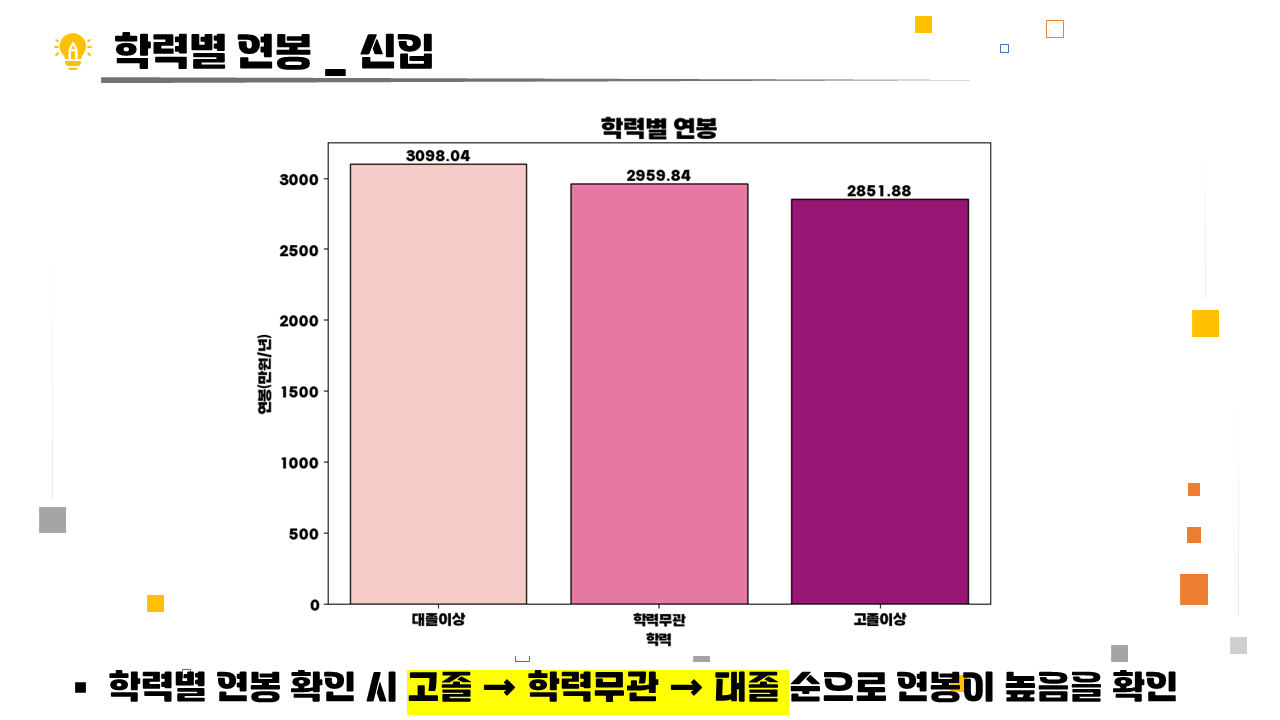 학력별 연봉 _ 신입
학력별 연봉
3098.04
2959.84
2851.88
3000
2500
2000
1500
1000
500
0
연봉(만원/년)
대졸이상
학력무관
고졸이상
학력
▪ 학력별 연봉 확인 시 고졸 → 학력무관 → 대졸 순으로 연봉이 높음을 확인